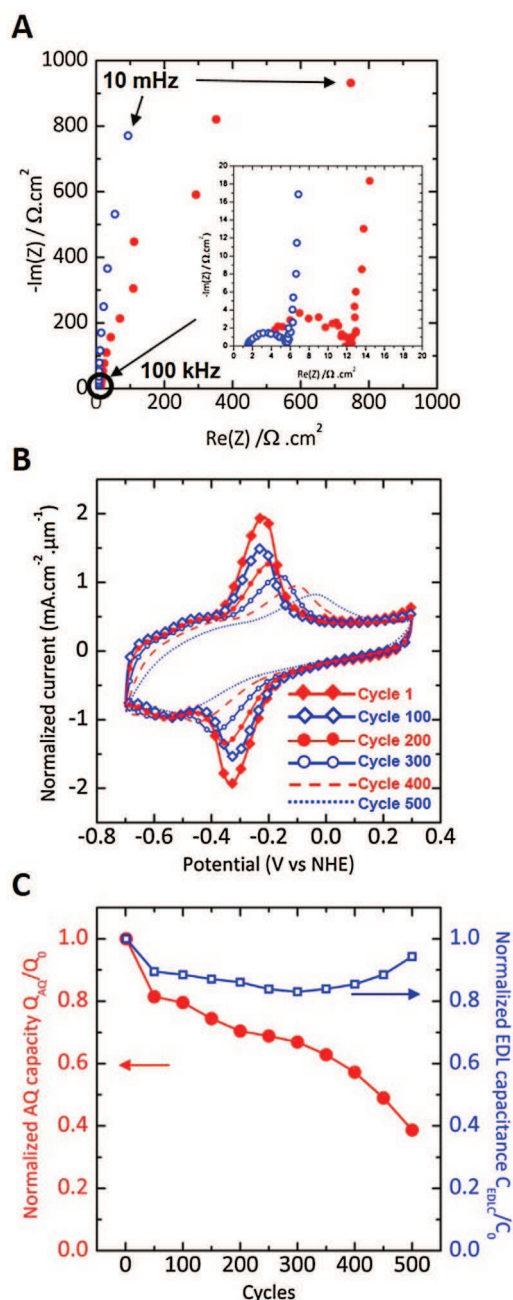 A
1000
800
600
400
200
0
-Im(Z) / Ω.cm²
10 mHz
100 kHz
20
18
16
14
12
10
8
6
4
2
0
-Im(Z) / Ω.cm²)
0 2 4 6 8 10 12 14 16 18 20
Re(Z) /Ω.cm²
0 200 400 600 800 1000
Re(Z) /Ω .cm²
B
2
1
0
-1
-2
Normalized current (mA.cm⁻².μm⁻¹)
Cycle 1
Cycle 100
Cycle 200
Cycle 300
Cycle 400
Cycle 500
-0.8 -0.6 -0.4 -0.2 0.0 0.2 0.4
Potential (V vs NHE)
C
1.0
0.8
0.6
0.4
0.2
0.0
Normalized AQ capacity Q_AQ/Q₀
1.0
0.8
0.6
0.4
0.2
0.0
Normalized EDL capacitance C_EDLC/C₀
0 100 200 300 400 500
Cycles